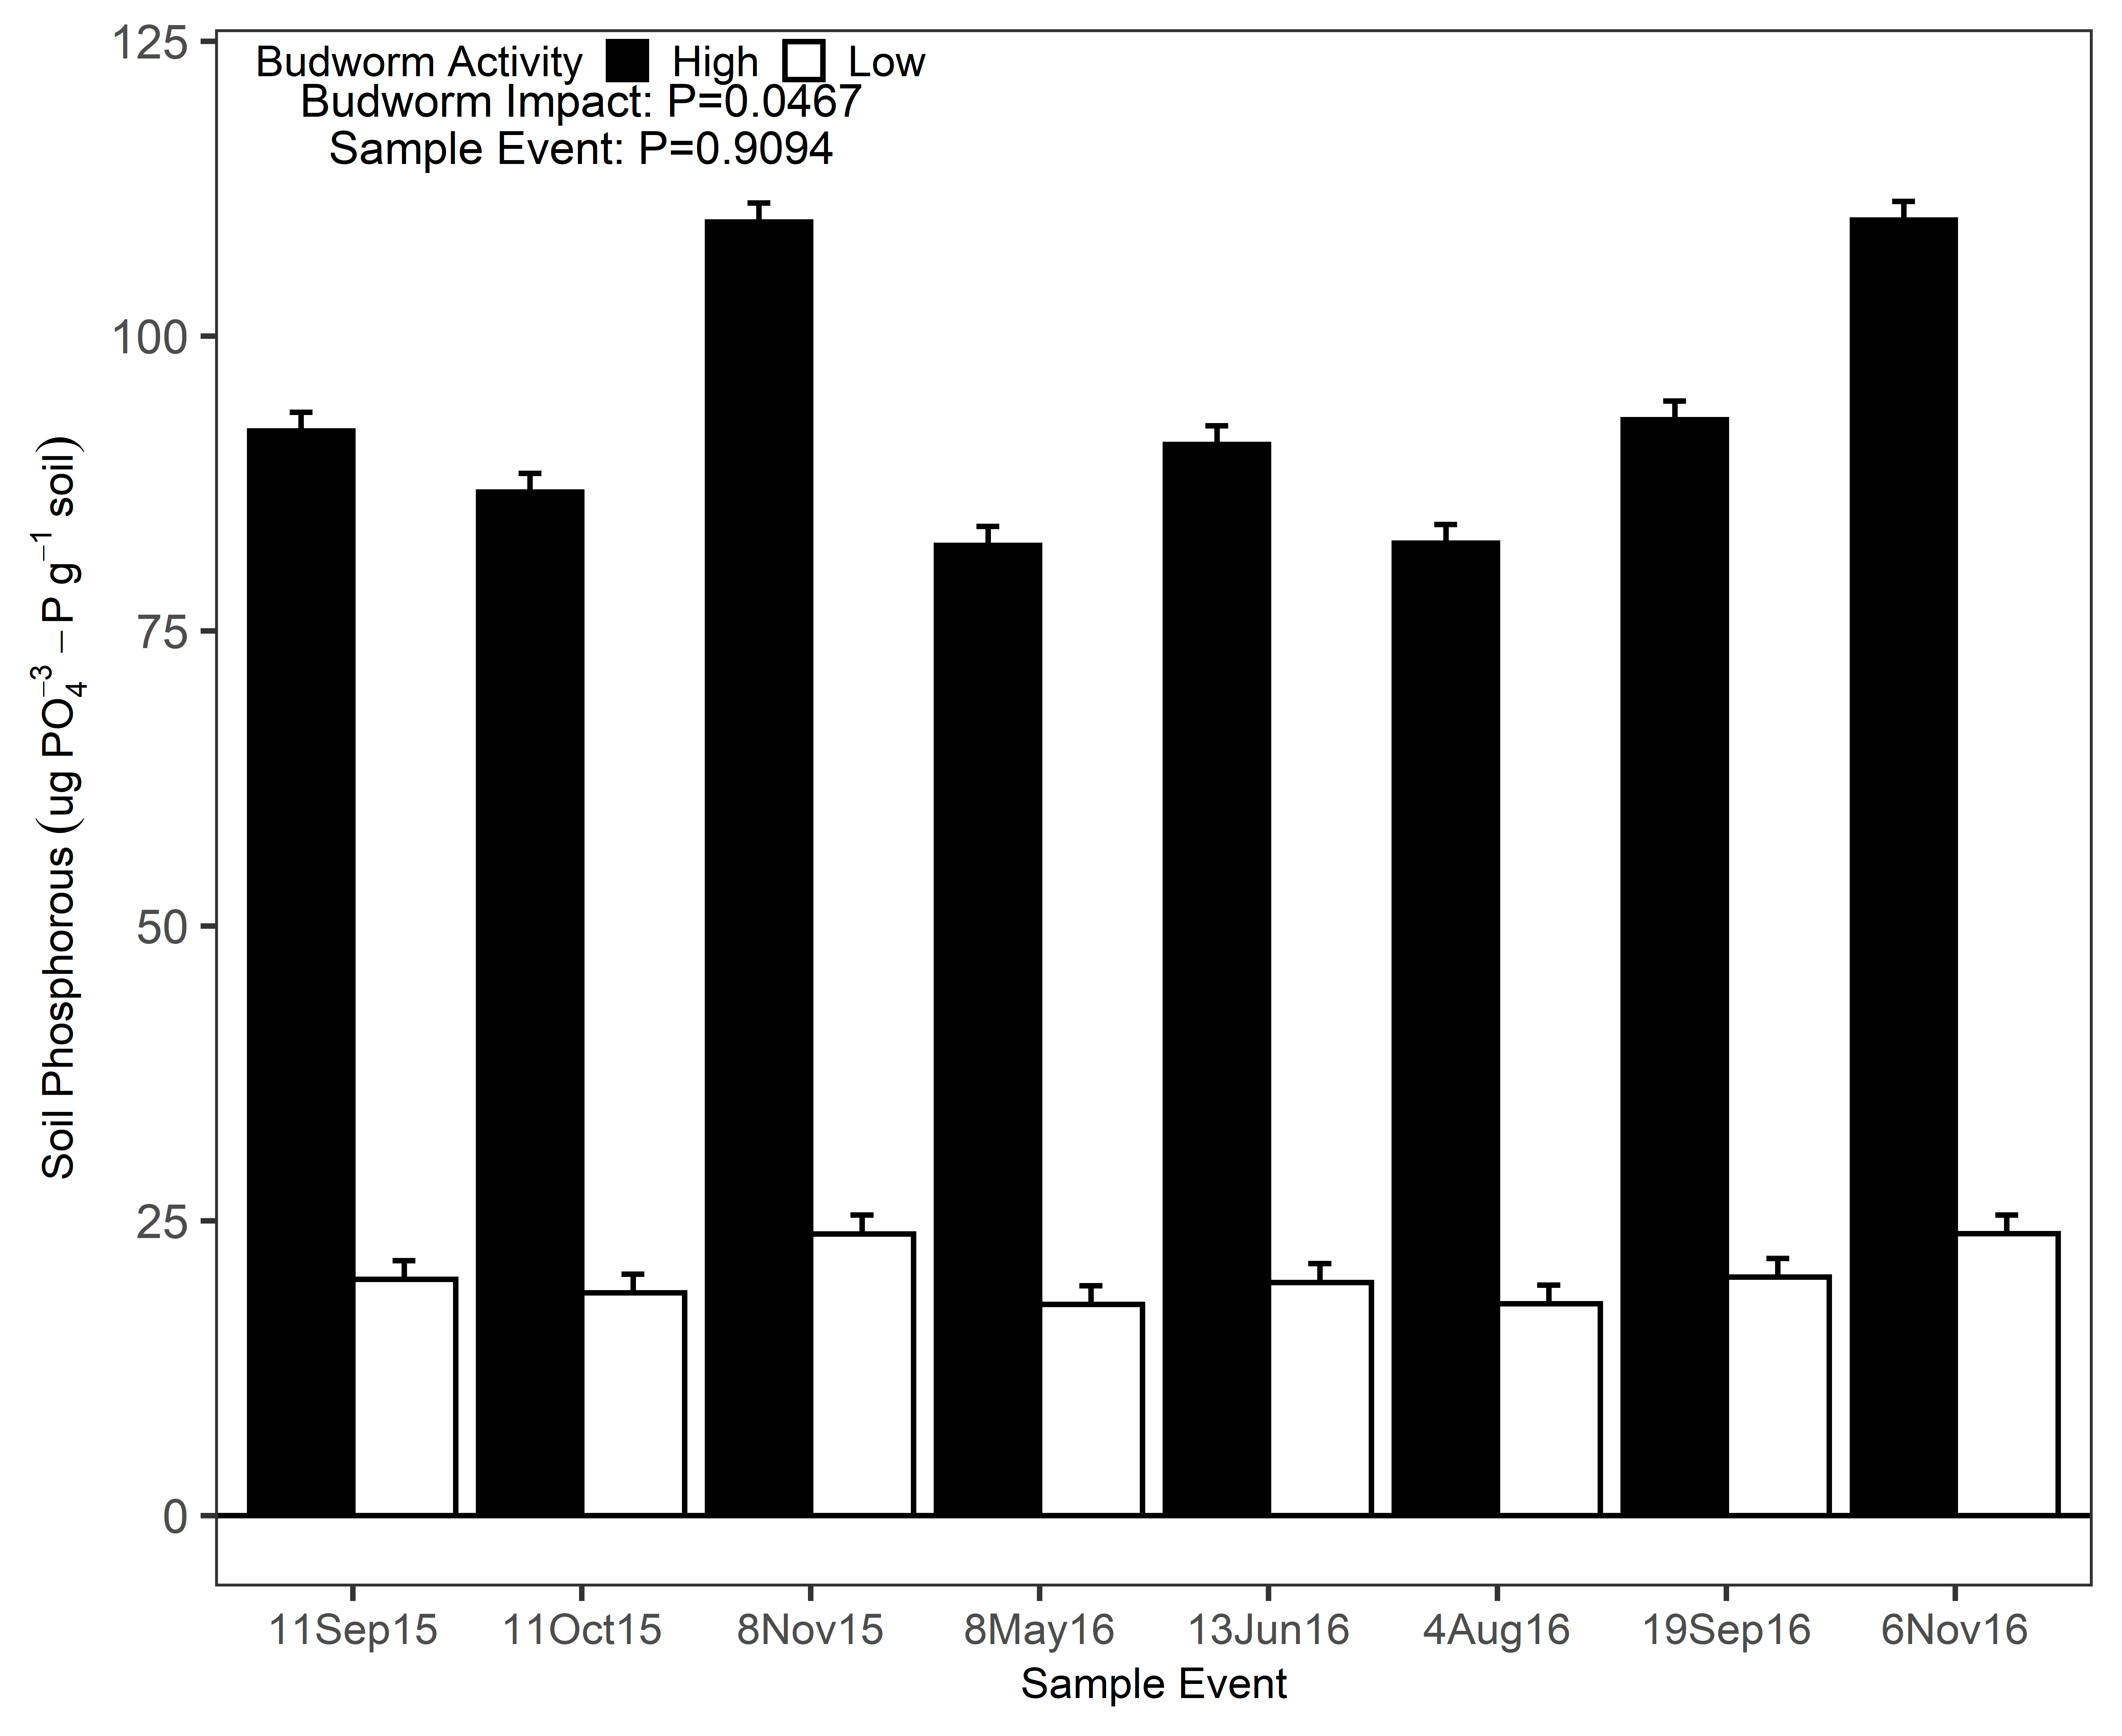 Budworm Activity High Low
Budworm Impact: P=0.0467
Sample Event: P=0.9094
125
100
75
50
25
0
Soil Phosphorous (ug PO₄⁻³ –P g⁻¹ soil)
11Sep15 11Oct15 8Nov15 8May16 13Jun16 4Aug16 19Sep16 6Nov16
Sample Event